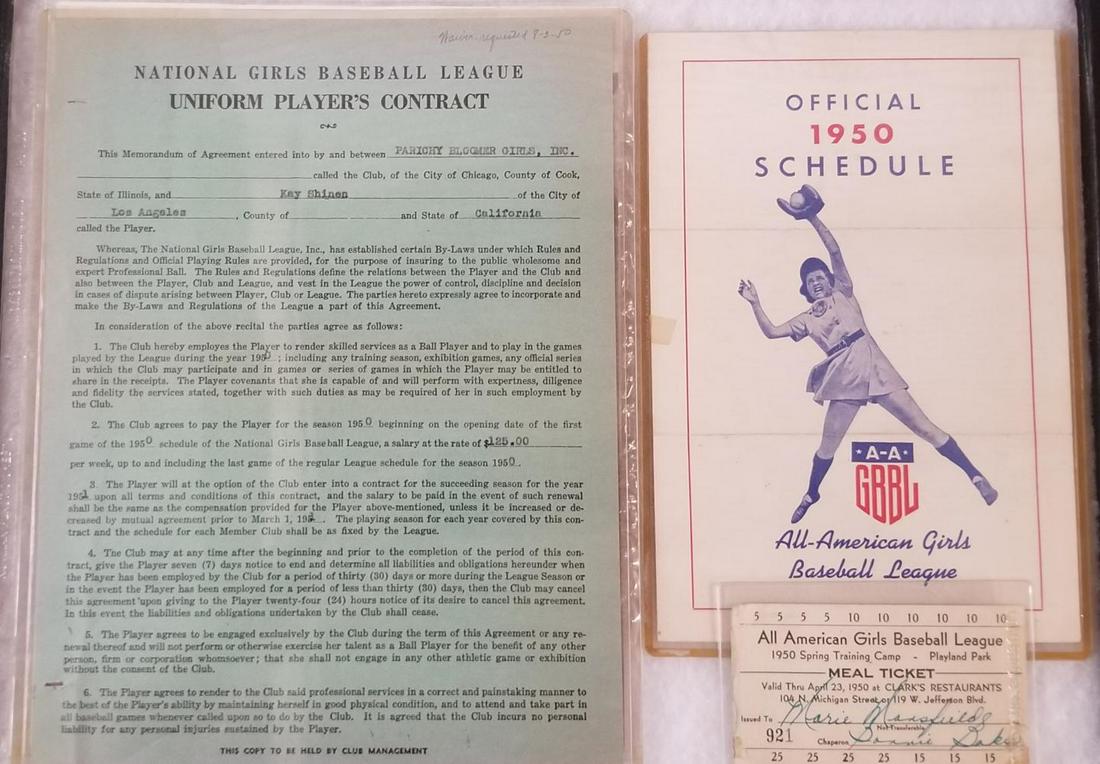 Waiver requested 9-2-50
NATIONAL GIRLS BASEBALL LEAGUE
UNIFORM PLAYER'S CONTRACT
This Memorandum of Agreement entered into by and between PARICHY BLOOMER GIRLS, INC.
called the Club, of the City of Chicago, County of Cook,
State of Illinois, and Kay Shinen of the City of
Los Angeles, County of and State of California
called the Player.
Whereas, The National Girls Baseball League, Inc., has established certain By-Laws under which Rules and
Regulations and Official Playing Rules are provided, for the purpose of insuring to the public wholesome and
expert Professional Ball. The Rules and Regulations define the relations between the Player and the Club and
also between the Player, Club and League, and vest in the League the power of control, discipline and decision
in cases of dispute arising between Player, Club or League. The parties hereto expressly agree to incorporate and
make the By-Laws and Regulations of the League a part of this Agreement.
In consideration of the above recital the parties agree as follows:
1. The Club hereby employes the Player to render skilled services as a Ball Player and to play in the games
played by the League during the year 1950; including any training season, exhibition games, any official series
in which the Club may participate and in games or series of games in which the Player may be entitled to
share in the receipts. The Player covenants that she is capable of and will perform with expertness, diligence
and fidelity the services stated, together with such duties as may be required of her in such employment by
the Club.
2. The Club agrees to pay the Player for the season 1950 beginning on the opening date of the first
game of the 1950 schedule of the National Girls Baseball League, a salary at the rate of $125.00
per week, up to and including the last game of the regular League schedule for the season 1950.
3. The Player will at the option of the Club enter into a contract for the succeeding season for the year
1951 upon all terms and conditions of this contract, and the salary to be paid in the event of such renewal
shall be the same as the compensation provided for the Player above-mentioned, unless it be increased or de-
creased by mutual agreement prior to March 1, 1951. The playing season for each year covered by this con-
tract and the schedule for each Member Club shall be as fixed by the League.
4. The Club may at any time after the beginning and prior to the completion of the period of this con-
tract, give the Player seven (7) days notice to end and determine all liabilities and obligations hereunder when
the Player has been employed by the Club for a period of thirty (30) days or more during the League Season or
in the event the Player has been employed for a period of less than thirty (30) days, then the Club may cancel
this agreement upon giving to the Player twenty-four (24) hours notice of its desire to cancel this agreement.
In this event the liabilities and obligations undertaken by the Club shall cease.
5. The Player agrees to be engaged exclusively by the Club during the term of this Agreement or any re-
newal thereof and will not perform or otherwise exercise her talent as a Ball Player for the benefit of any other
person, firm or corporation whomsoever; that she shall not engage in any other athletic game or exhibition
without the consent of the Club.
6. The Player agrees to render to the Club said professional services in a correct and painstaking manner to
the best of the Player's ability by maintaining herself in good physical condition, and to attend and take part in
all baseball games whenever called upon so to do by the Club. It is agreed that the Club incurs no personal
liability for any personal injuries sustained by the Player.
THIS COPY TO BE HELD BY CLUB MANAGEMENT
OFFICIAL
1950
SCHEDULE
A-A
GBBL
All-American Girls
Baseball League
5 5 5 5 10 10 10 10 10
All American Girls Baseball League
1950 Spring Training Camp - Playland Park
MEAL TICKET
Valid Thru April 23, 1950 at CLARK'S RESTAURANTS
104 N. Michigan Street or 119 W. Jefferson Blvd.
Issued To Marie Mansfield
Not Transferable
921 Chaperon Bonnie Baker
25 25 25 25 15 15 15 15